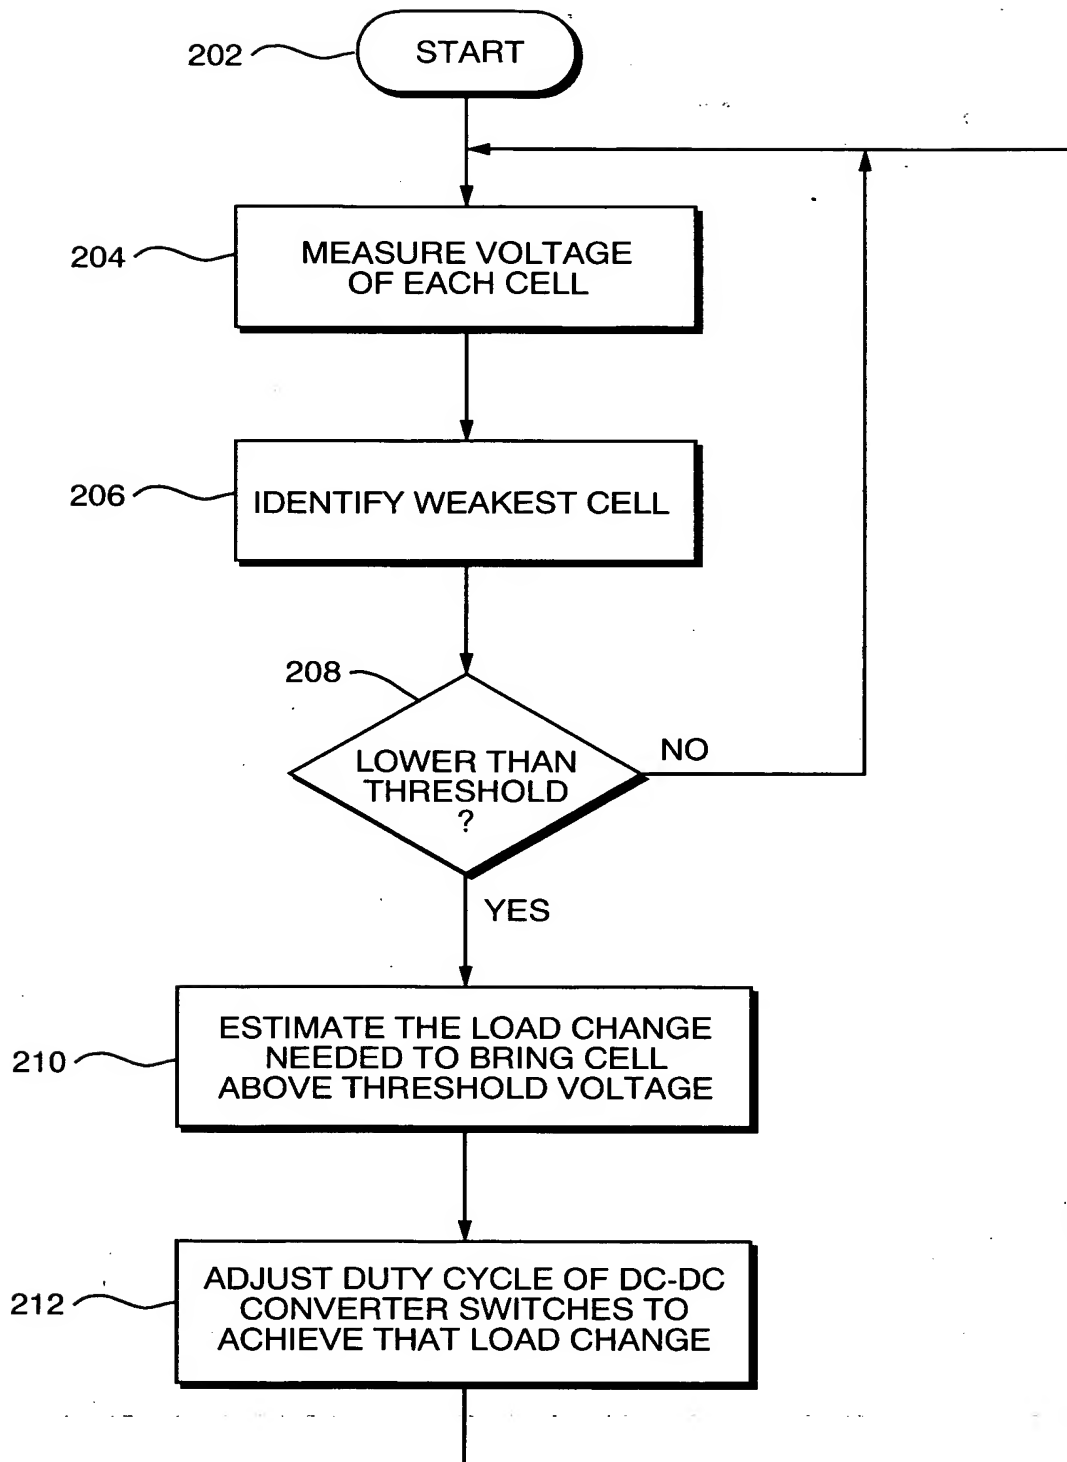 202
START
204
MEASURE VOLTAGE
OF EACH CELL
206
IDENTIFY WEAKEST CELL
208
LOWER THAN
THRESHOLD
?
NO
YES
210
ESTIMATE THE LOAD CHANGE
NEEDED TO BRING CELL
ABOVE THRESHOLD VOLTAGE
212
ADJUST DUTY CYCLE OF DC-DC
CONVERTER SWITCHES TO
ACHIEVE THAT LOAD CHANGE